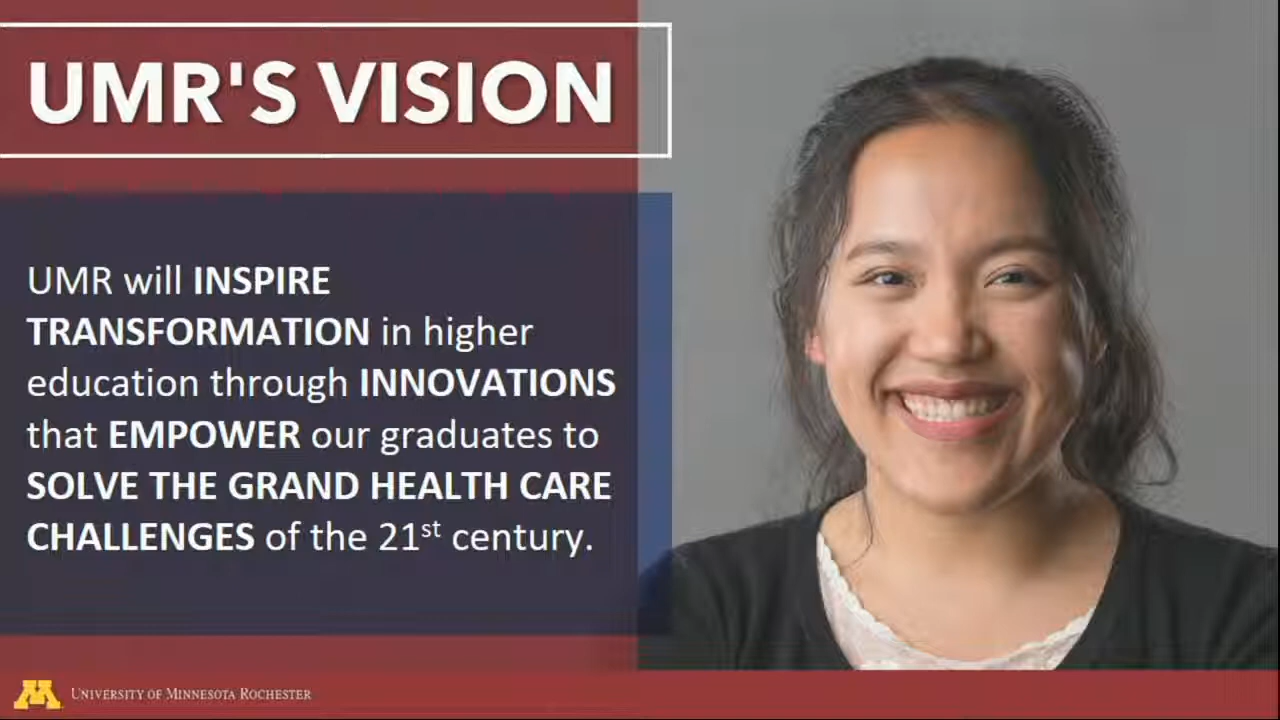 UMR'S VISION
UMR will INSPIRE
TRANSFORMATION in higher
education through INNOVATIONS
that EMPOWER our graduates to
SOLVE THE GRAND HEALTH CARE
CHALLENGES of the 21st century.
M University of Minnesota Rochester